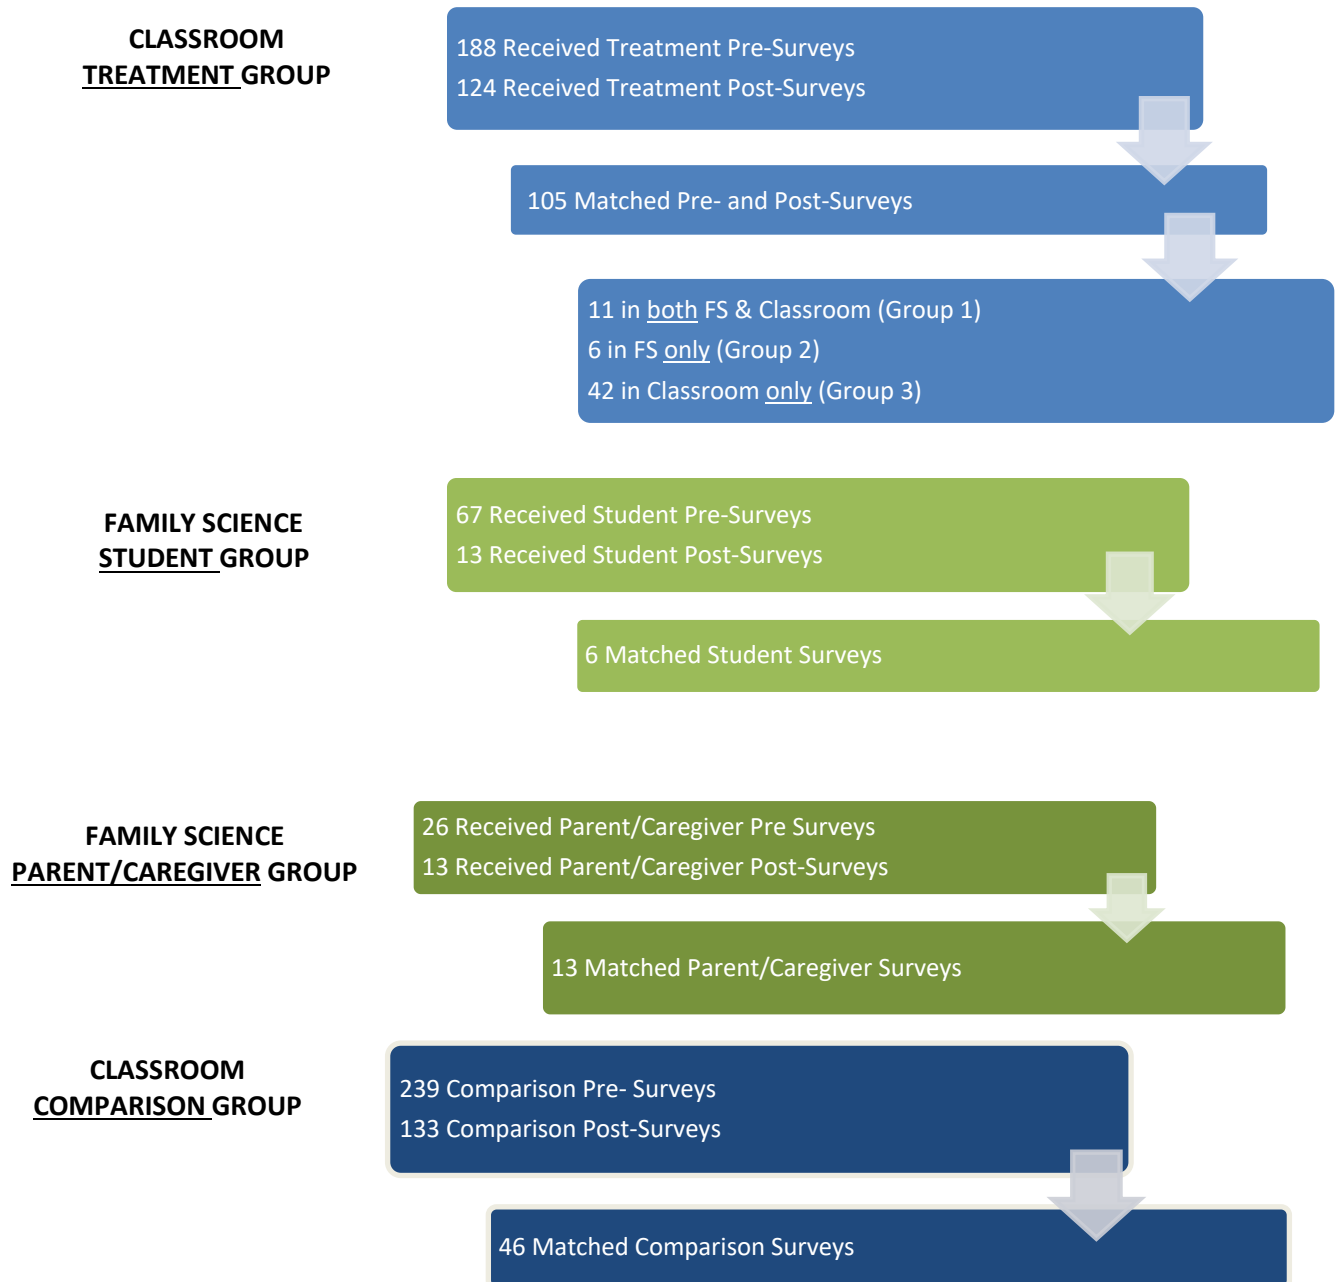 CLASSROOM
TREATMENT GROUP
188 Received Treatment Pre-Surveys
124 Received Treatment Post-Surveys
105 Matched Pre- and Post-Surveys
11 in both FS & Classroom (Group 1)
6 in FS only (Group 2)
42 in Classroom only (Group 3)
FAMILY SCIENCE
STUDENT GROUP
67 Received Student Pre-Surveys
13 Received Student Post-Surveys
6 Matched Student Surveys
FAMILY SCIENCE
PARENT/CAREGIVER GROUP
26 Received Parent/Caregiver Pre Surveys
13 Received Parent/Caregiver Post-Surveys
13 Matched Parent/Caregiver Surveys
CLASSROOM
COMPARISON GROUP
239 Comparison Pre- Surveys
133 Comparison Post-Surveys
46 Matched Comparison Surveys